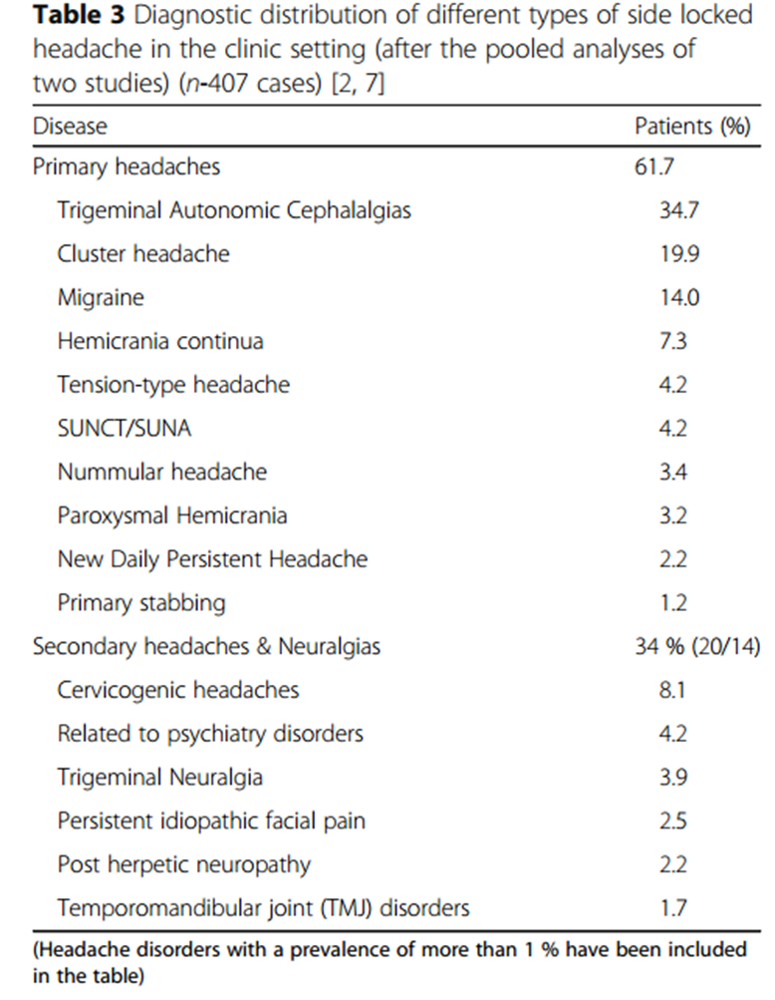 Table 3 Diagnostic distribution of different types of side locked
headache in the clinic setting (after the pooled analyses of
two studies) (n-407 cases) [2, 7]
Disease Patients (%)
Primary headaches 61.7
Trigeminal Autonomic Cephalalgias 34.7
Cluster headache 19.9
Migraine 14.0
Hemicrania continua 7.3
Tension-type headache 4.2
SUNCT/SUNA 4.2
Nummular headache 3.4
Paroxysmal Hemicrania 3.2
New Daily Persistent Headache 2.2
Primary stabbing 1.2
Secondary headaches & Neuralgias 34 % (20/14)
Cervicogenic headaches 8.1
Related to psychiatry disorders 4.2
Trigeminal Neuralgia 3.9
Persistent idiopathic facial pain 2.5
Post herpetic neuropathy 2.2
Temporomandibular joint (TMJ) disorders 1.7
(Headache disorders with a prevalence of more than 1 % have been included
in the table)